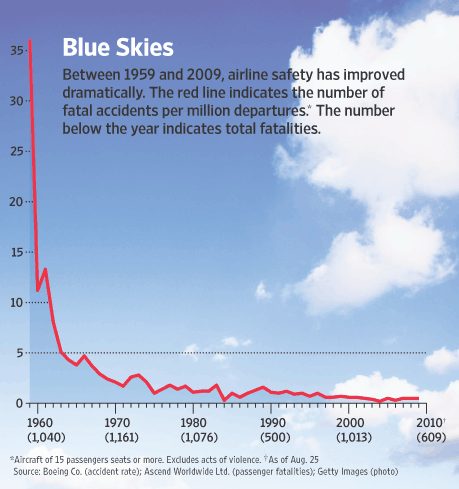 Blue Skies
Between 1959 and 2009, airline safety has improved
dramatically. The red line indicates the number of
fatal accidents per million departures.* The number
below the year indicates total fatalities.
35
30
25
20
15
10
5
0
1960 1970 1980 1990 2000 2010†
(1,040) (1,161) (1,076) (500) (1,013) (609)
*Aircraft of 15 passengers seats or more. Excludes acts of violence. †As of Aug. 25
Source: Boeing Co. (accident rate); Ascend Worldwide Ltd. (passenger fatalities); Getty Images (photo)